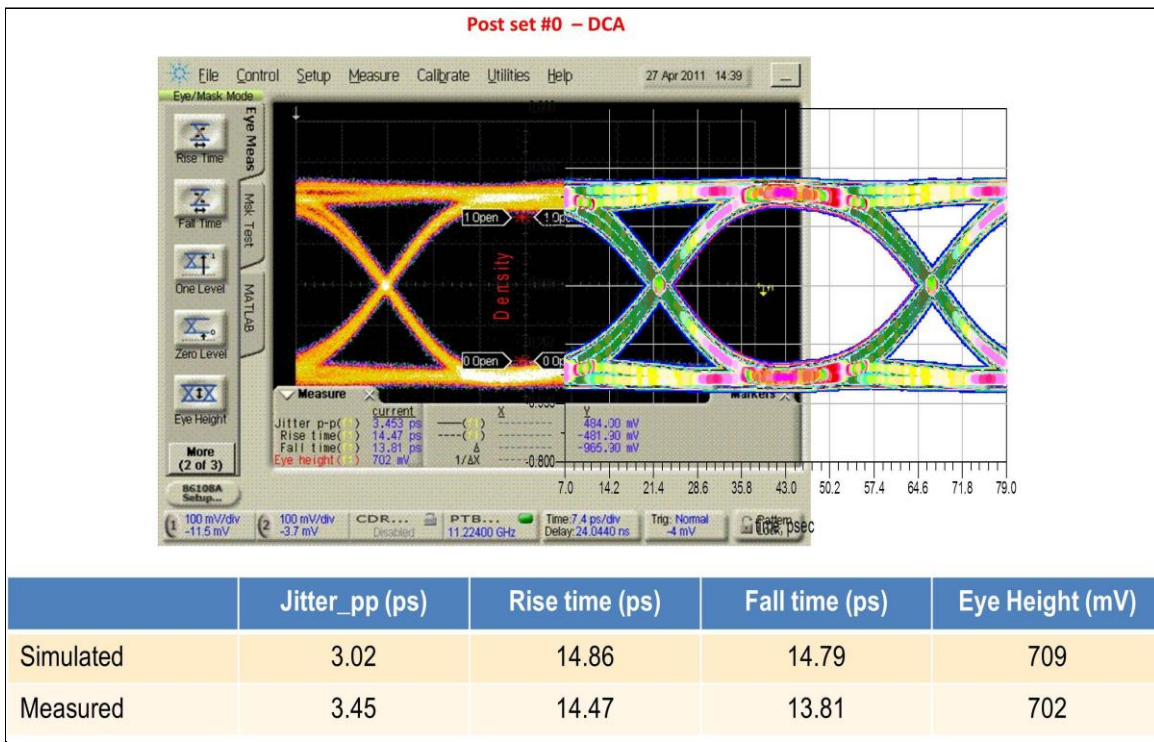 Post set #0 – DCA
File Control Setup Measure Calibrate Utilities Help 27 Apr 2011 14:39
Eye/Mask Mode
Eye Meas
Msk Test
MATLAB
Rise Time
Fall Time
One Level
Zero Level
Eye Height
More
(2 of 3)
86108A
Setup...
1 Open
0 Open
Density
Measure
current
Jitter p-p( ) 3.453 ps
Rise time( ) 14.47 ps
Fall time( ) 13.81 ps
Eye height( ) 702 mV
X
Δ
1/ΔX
Y
484.00 mV
-481.90 mV
-965.90 mV
Markers
-0.800
7.0 14.2 21.4 28.6 35.8 43.0 50.2 57.4 64.6 71.8 79.0
time, psec
1 100 mV/div
-11.5 mV
2 100 mV/div
-3.7 mV
CDR...
Disabled
PTB...
11.22400 GHz
Time:7.4 ps/div
Delay:24.0440 ns
Trig: Normal
-4 mV
Pattern
Lock
Jitter_pp (ps) Rise time (ps) Fall time (ps) Eye Height (mV)
Simulated 3.02 14.86 14.79 709
Measured 3.45 14.47 13.81 702